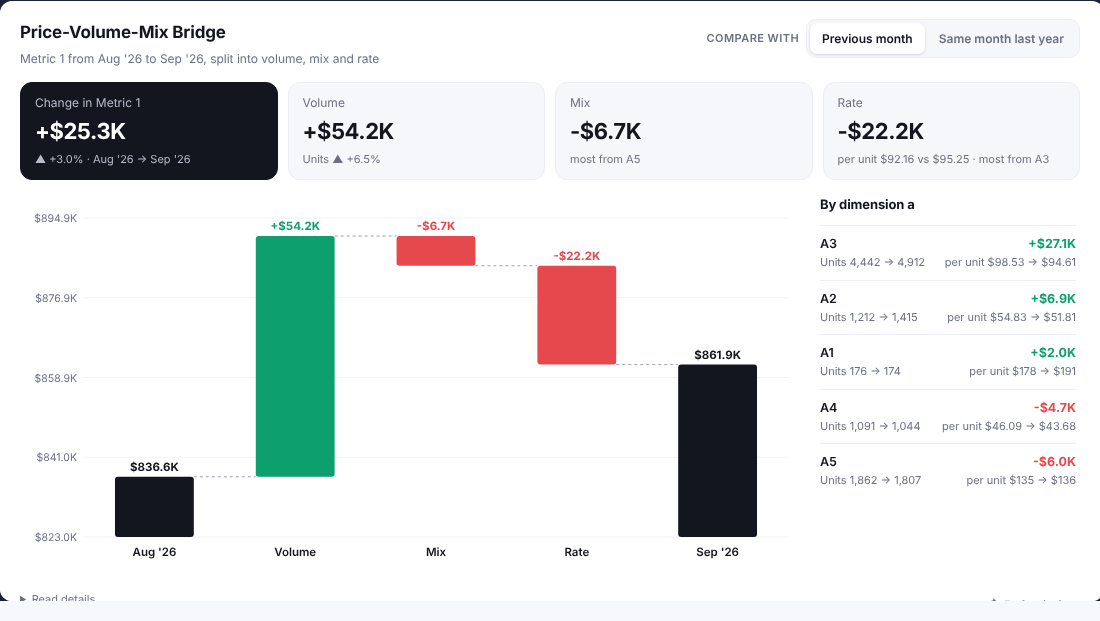 Price-Volume-Mix Bridge
COMPARE WITH
Previous month
Same month last year
Metric 1 from Aug '26 to Sep '26, split into volume, mix and rate
Change in Metric 1
+$25.3K
▲ +3.0% · Aug '26 → Sep '26
Volume
+$54.2K
Units ▲ +6.5%
Mix
-$6.7K
most from A5
Rate
-$22.2K
per unit $92.16 vs $95.25 · most from A3
$894.9K
$876.9K
$858.9K
$841.0K
$823.0K
$836.6K
+$54.2K
-$6.7K
-$22.2K
$861.9K
Aug '26
Volume
Mix
Rate
Sep '26
By dimension a
A3 +$27.1K
Units 4,442 → 4,912 per unit $98.53 → $94.61
A2 +$6.9K
Units 1,212 → 1,415 per unit $54.83 → $51.81
A1 +$2.0K
Units 176 → 174 per unit $178 → $191
A4 -$4.7K
Units 1,091 → 1,044 per unit $46.09 → $43.68
A5 -$6.0K
Units 1,862 → 1,807 per unit $135 → $136
▶ Read details